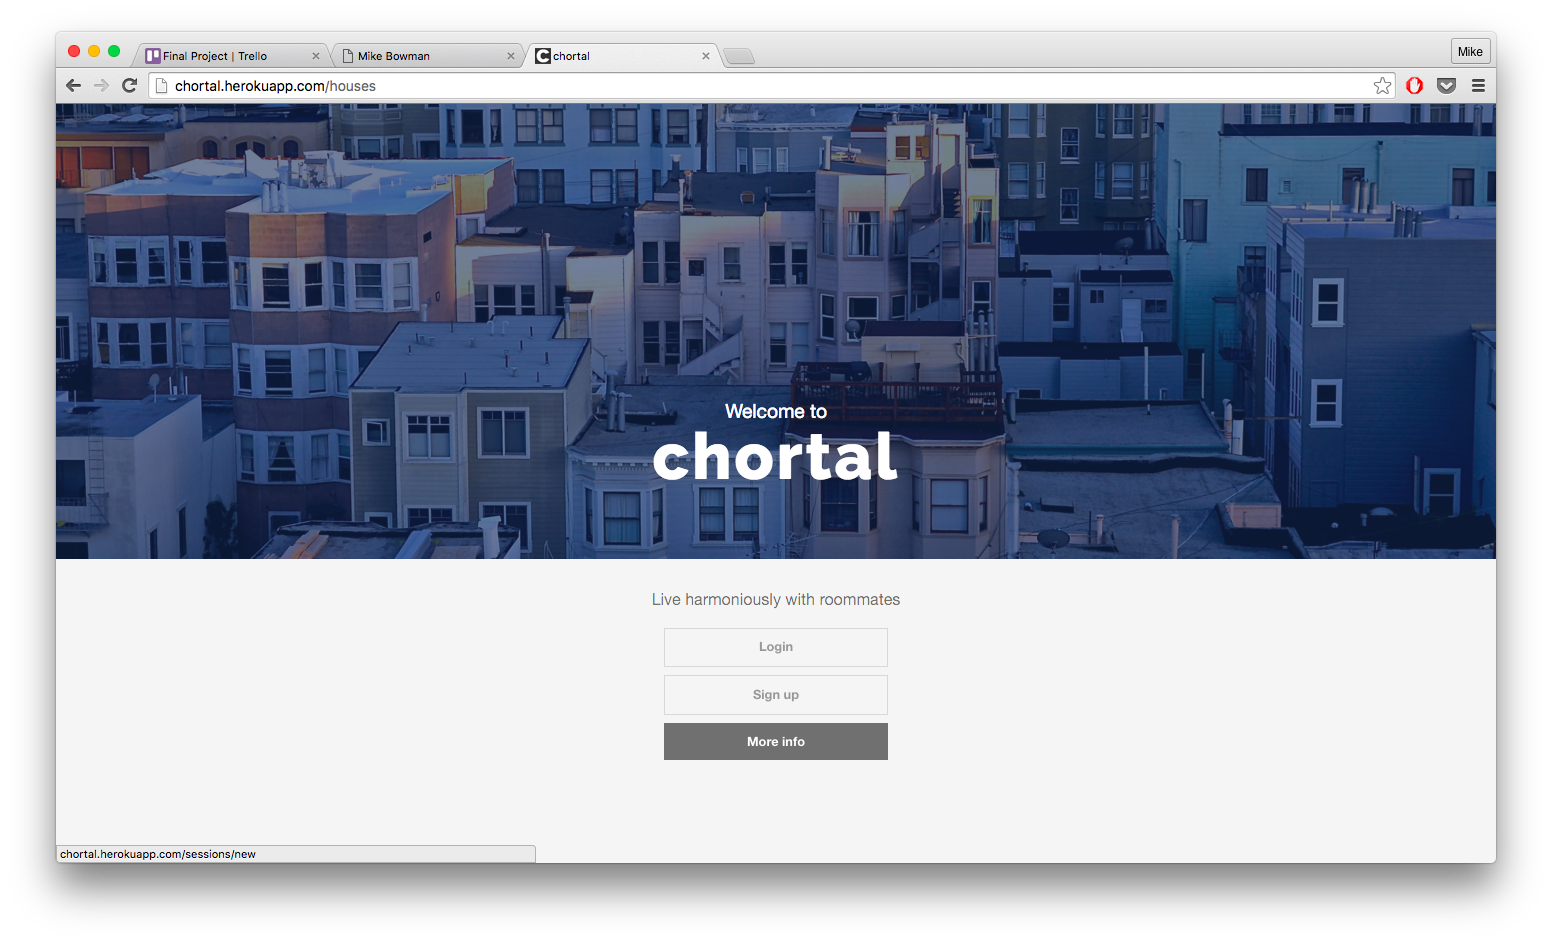 Final Project | Trello
Mike Bowman
chortal
Mike
chortal.herokuapp.com/houses
Welcome to
chortal
Live harmoniously with roommates
Login
Sign up
More info
chortal.herokuapp.com/sessions/new